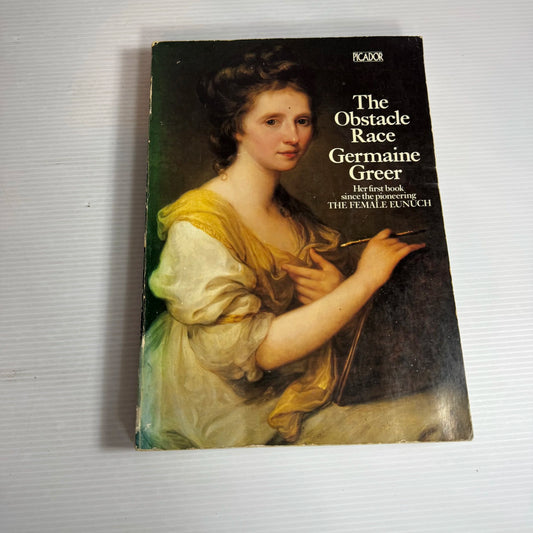 PICADOR
The
Obstacle
Race
Germaine
Greer
Her first book
since the pioneering
THE FEMALE EUNUCH